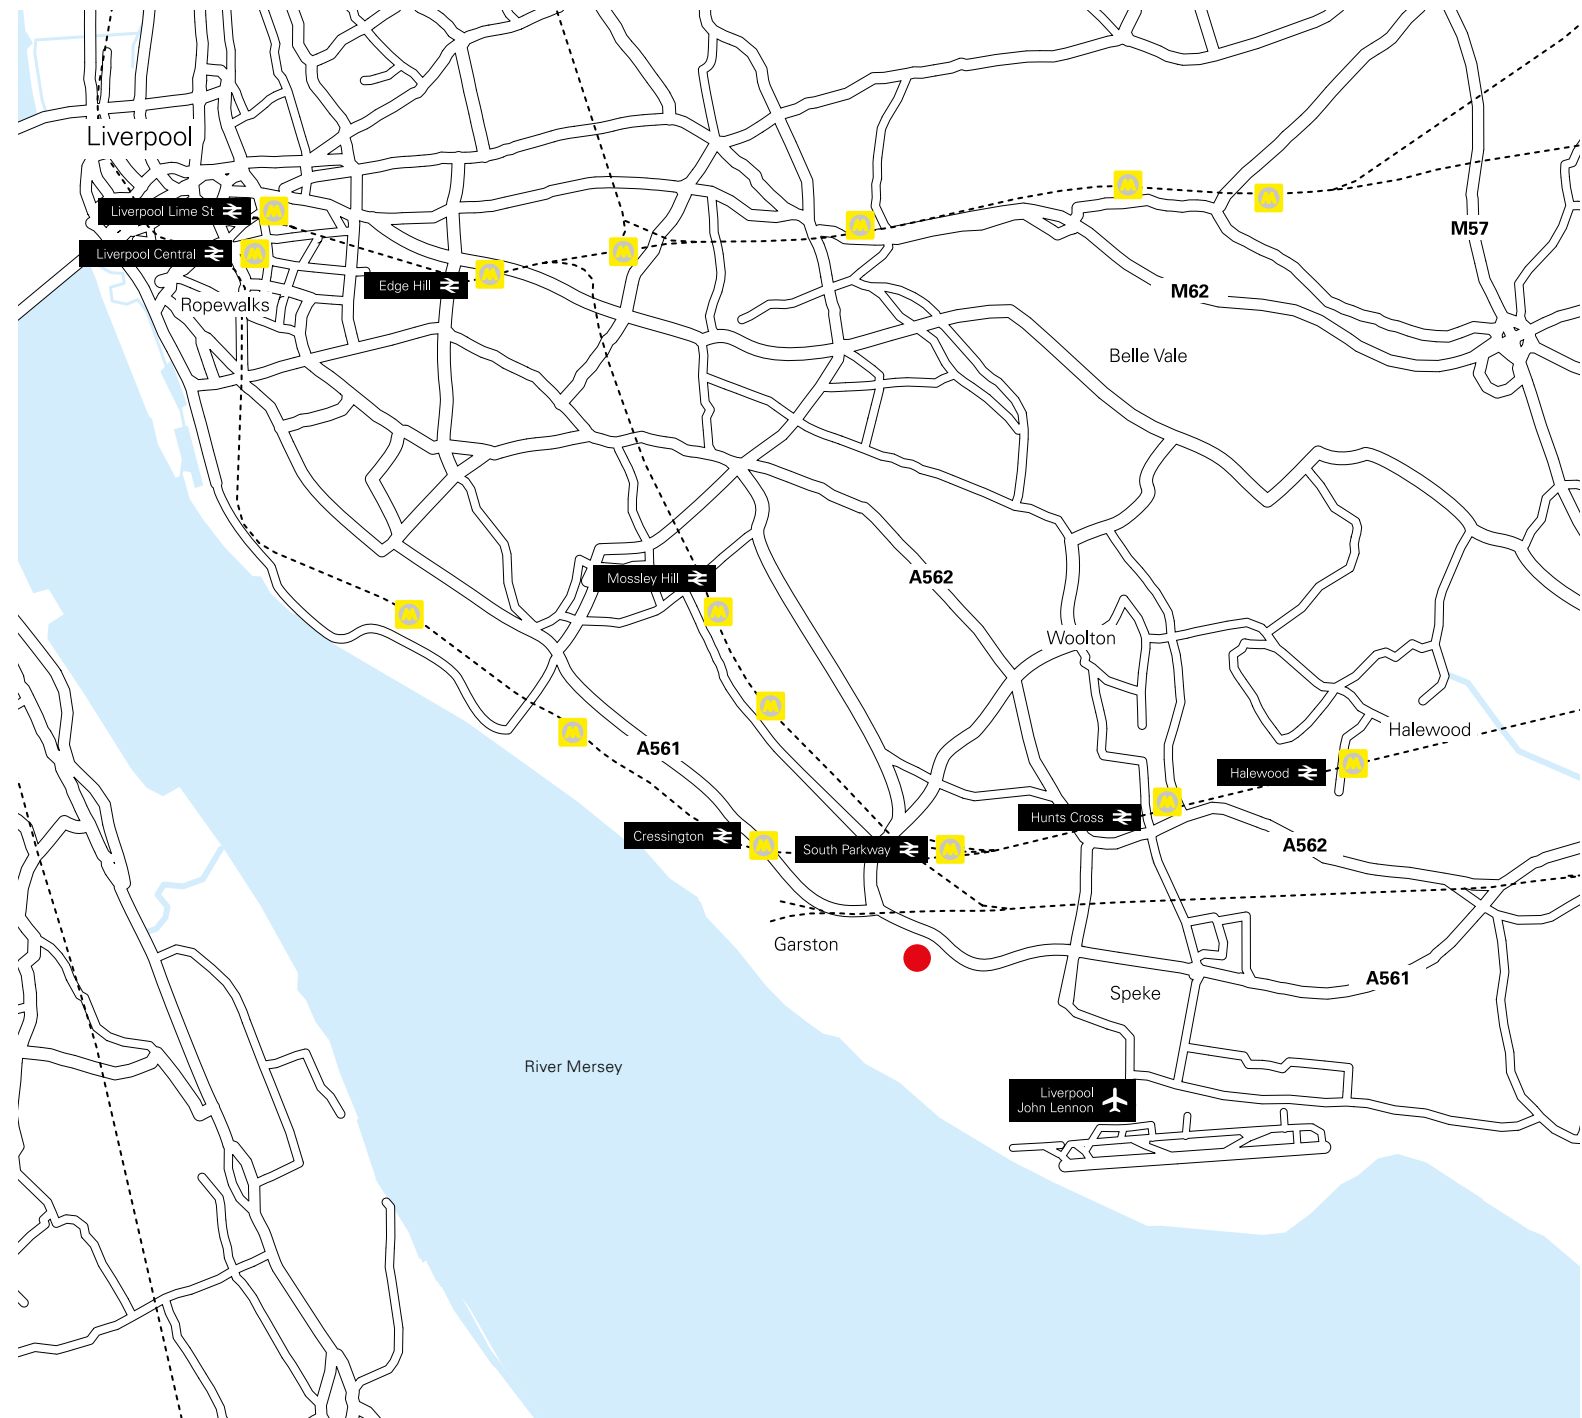 Liverpool
Liverpool Lime St
M57
Liverpool Central
Edge Hill
M62
Ropewalks
Belle Vale
Mossley Hill
A562
Woolton
Halewood
A561
Halewood
Hunts Cross
Cressington
South Parkway
A562
Garston
A561
Speke
River Mersey
Liverpool
John Lennon